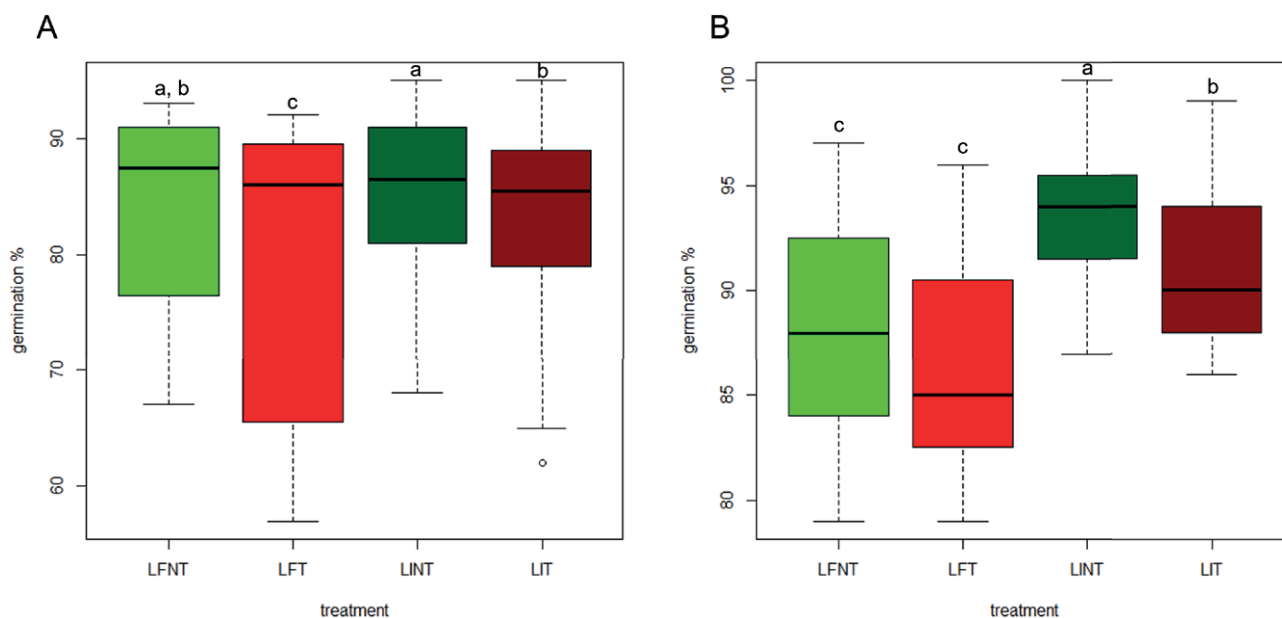 A
a, b
c
a
b
90
80
70
60
germination %
LFNT LFT LINT LIT
treatment
B
c
c
a
b
100
95
90
85
80
germination %
LFNT LFT LINT LIT
treatment